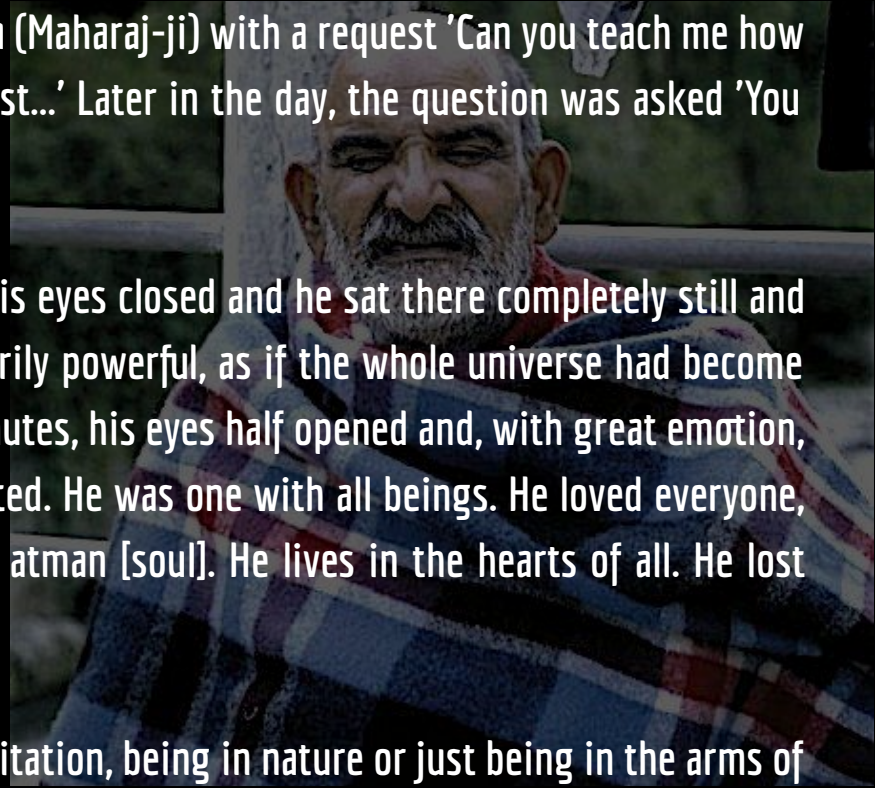 (Maharaj-ji) with a request 'Can you teach me how
st...' Later in the day, the question was asked 'You
is eyes closed and he sat there completely still and
rily powerful, as if the whole universe had become
utes, his eyes half opened and, with great emotion,
ted. He was one with all beings. He loved everyone,
atman [soul]. He lives in the hearts of all. He lost
itation, being in nature or just being in the arms of